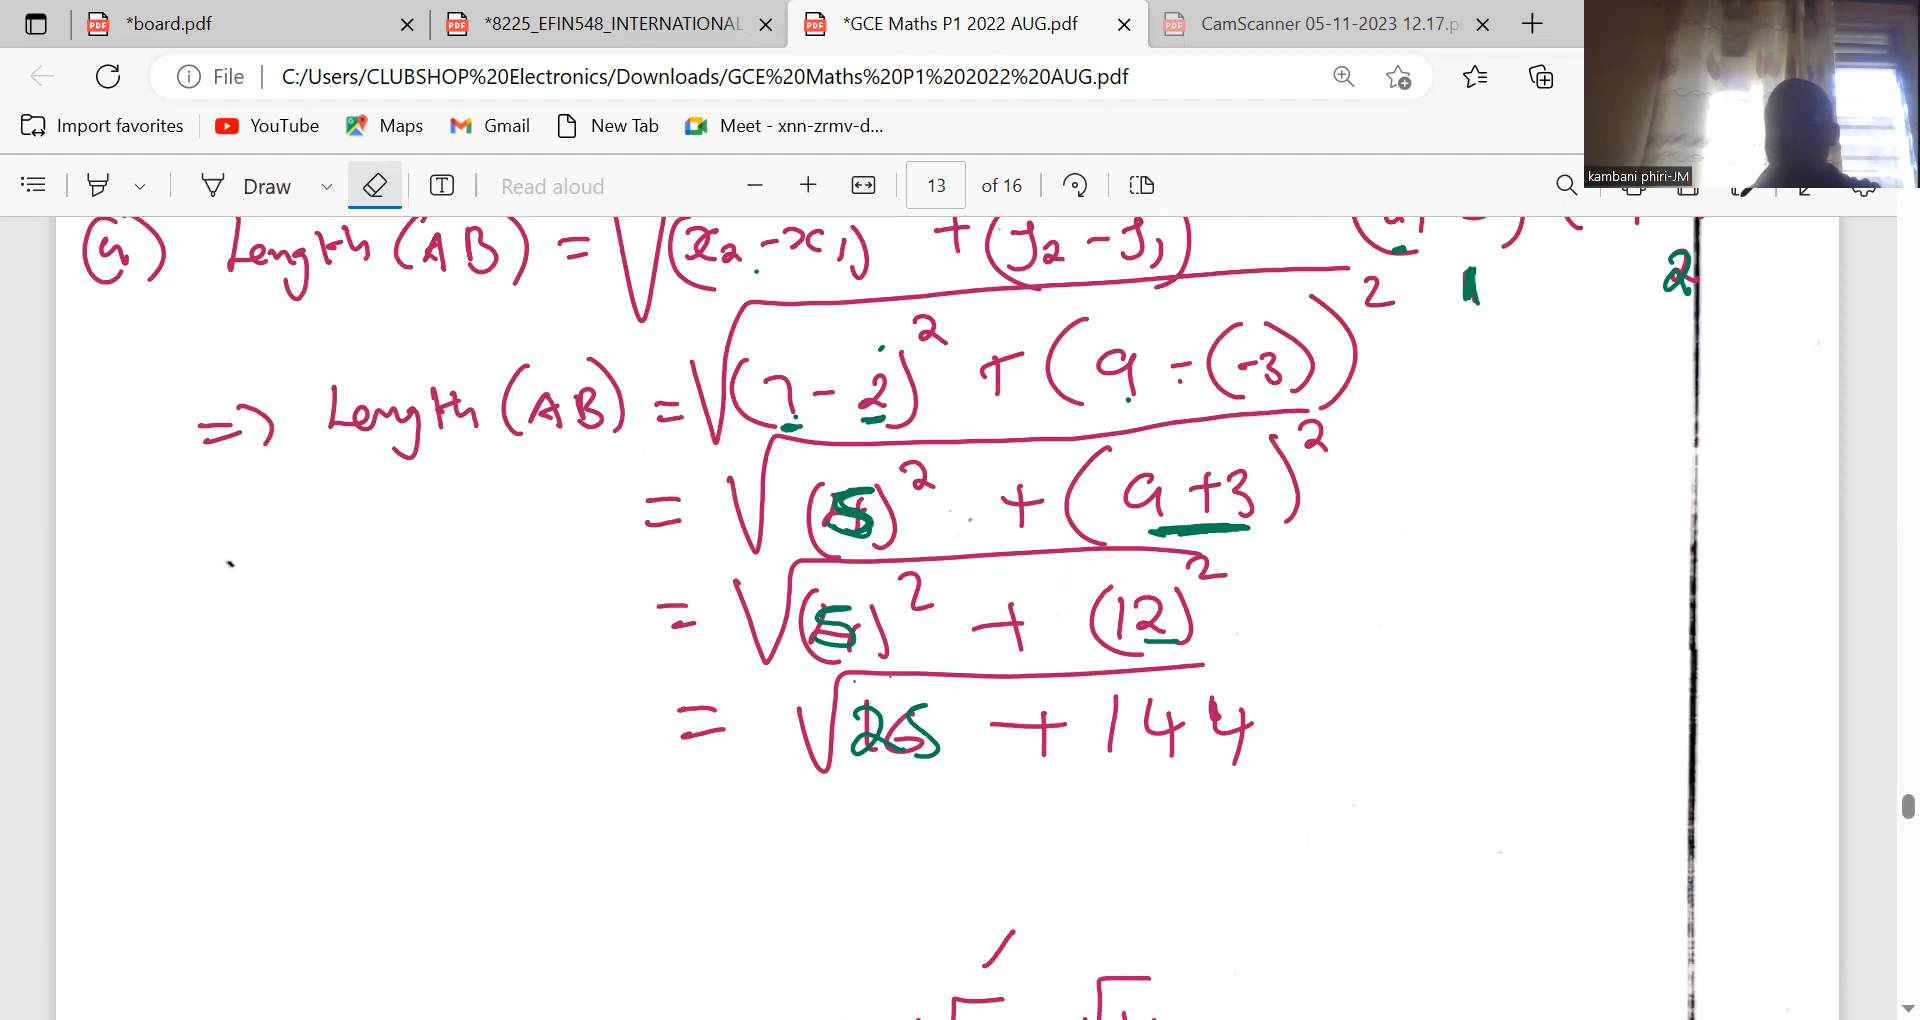 *board.pdf
*8225_EFIN548_INTERNATIONAL
*GCE Maths P1 2022 AUG.pdf
CamScanner 05-11-2023 12.17.p
File
C:/Users/CLUBSHOP%20Electronics/Downloads/GCE%20Maths%20P1%202022%20AUG.pdf
Import favorites
YouTube
Maps
Gmail
New Tab
Meet - xnn-zrmv-d...
kambani phiri-JM
Draw
Read aloud
13 of 16
(a) Length (AB) = √(x₂ - x₁) + (y₂ - y₁)
1 2
=> Length (AB) = √(7 - 2)² + (9 - (-3))²
= √(5)² + (9 + 3)²
= √(5)² + (12)²
= √25 + 144